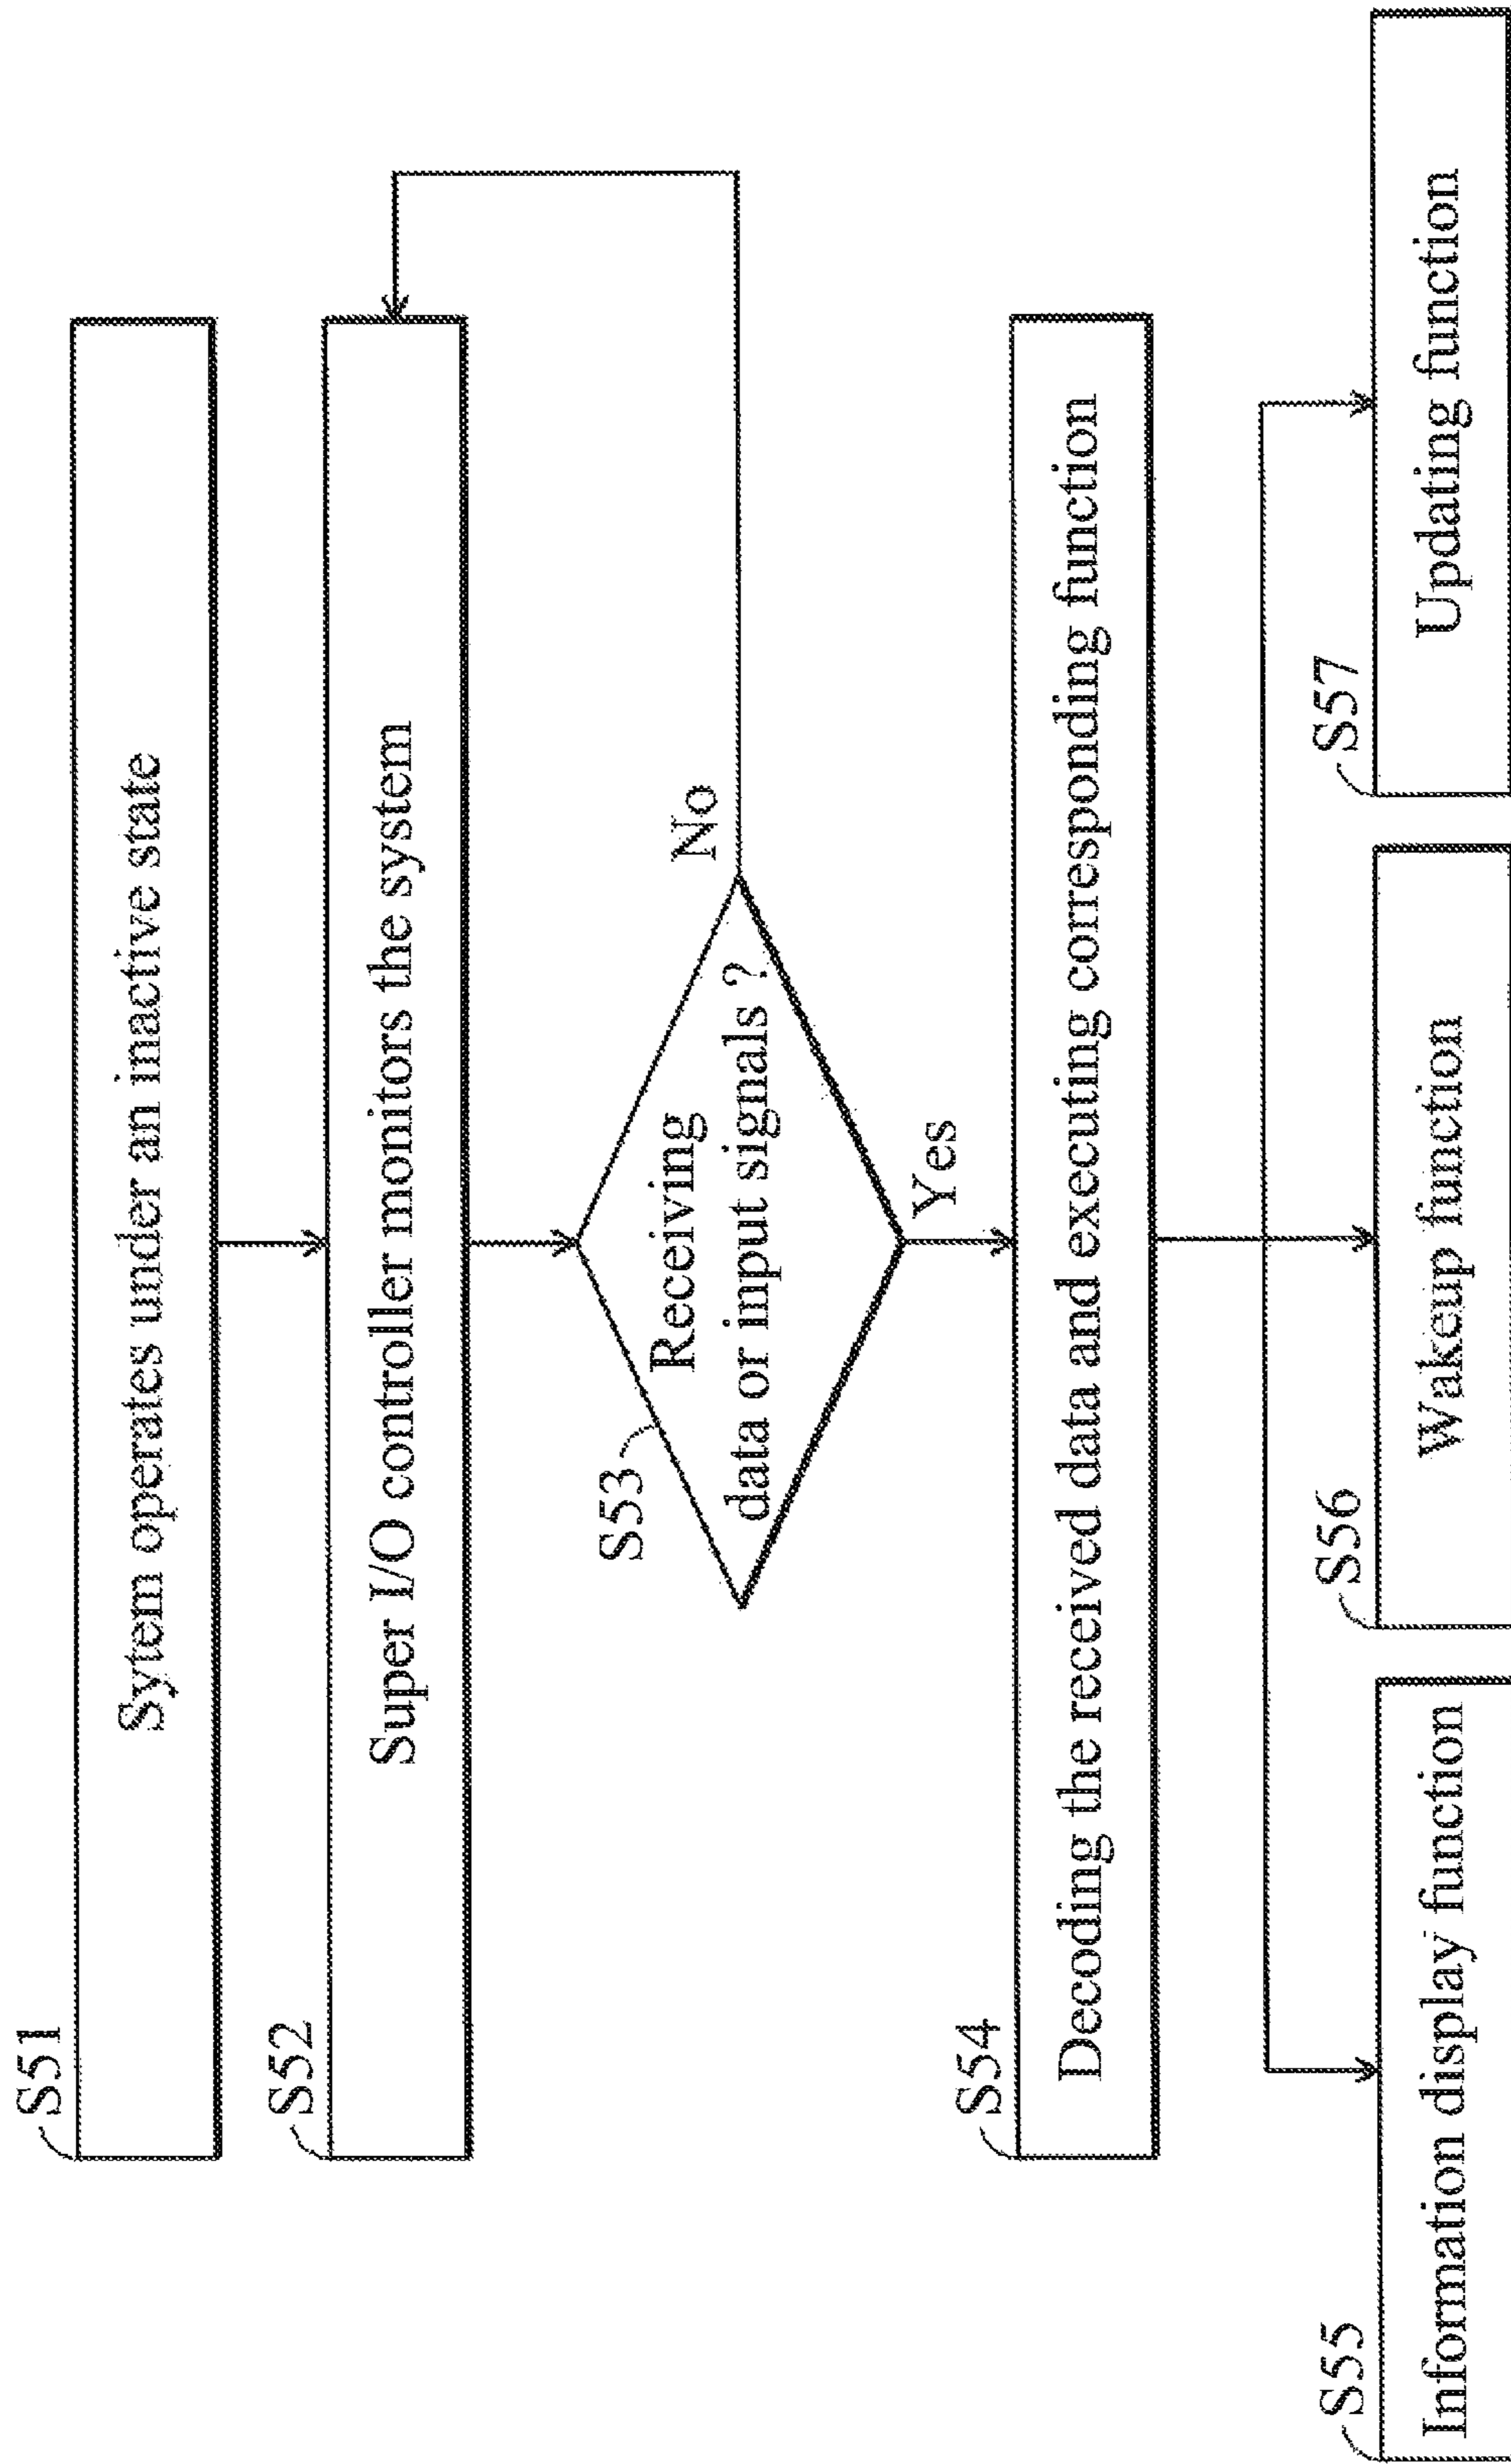 S51
Sytem operates under an inactive state
S52
Super I/O controller monitors the system
S53
Receiving
data or input signals ?
No
Yes
S54
Decoding the received data and executing corresponding function
S55
Information display function
S56
Wakeup function
S57
Updating function